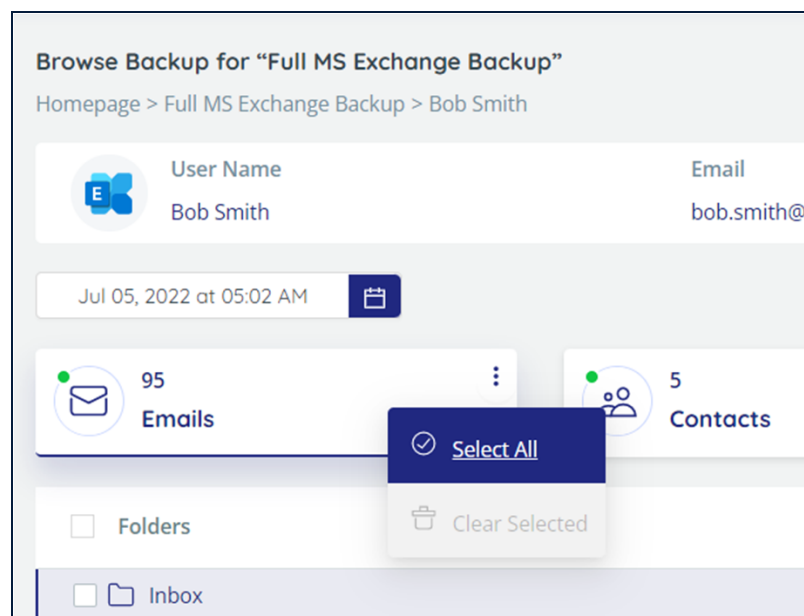 Browse Backup for “Full MS Exchange Backup”
Homepage > Full MS Exchange Backup > Bob Smith
User Name
Email
E
Bob Smith
bob.smith@
Jul 05, 2022 at 05:02 AM
95
5
Emails
Contacts
Select All
Clear Selected
Folders
Inbox